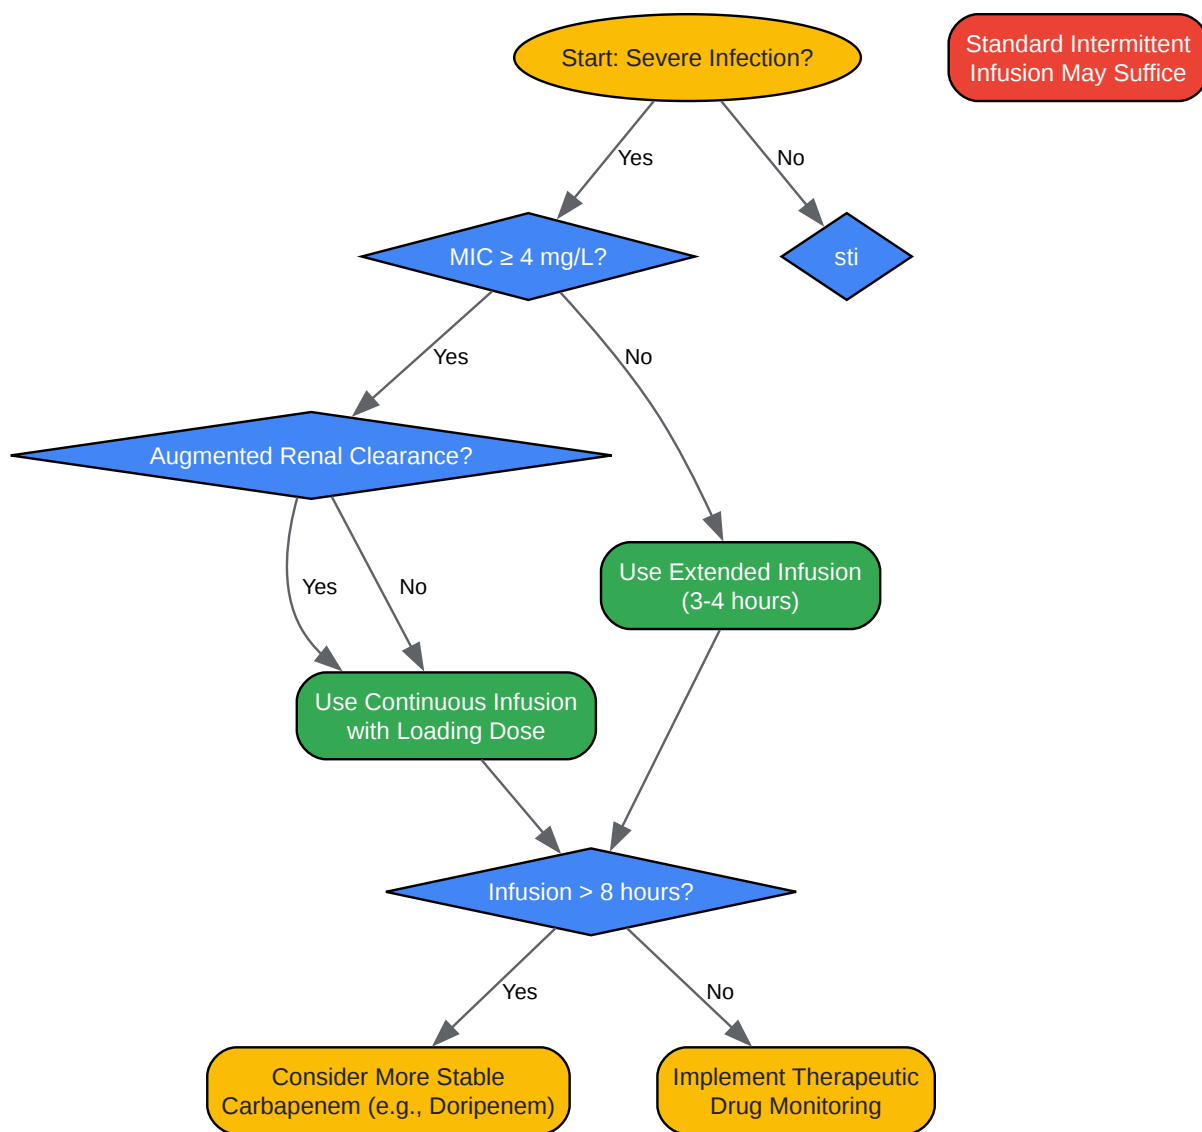 Start: Severe Infection?
Standard Intermittent
Infusion May Suffice
Yes
No
MIC ≥ 4 mg/L?
sti
Yes
No
Augmented Renal Clearance?
Use Extended Infusion
(3-4 hours)
Yes
No
Use Continuous Infusion
with Loading Dose
Infusion > 8 hours?
Yes
No
Consider More Stable
Carbapenem (e.g., Doripenem)
Implement Therapeutic
Drug Monitoring